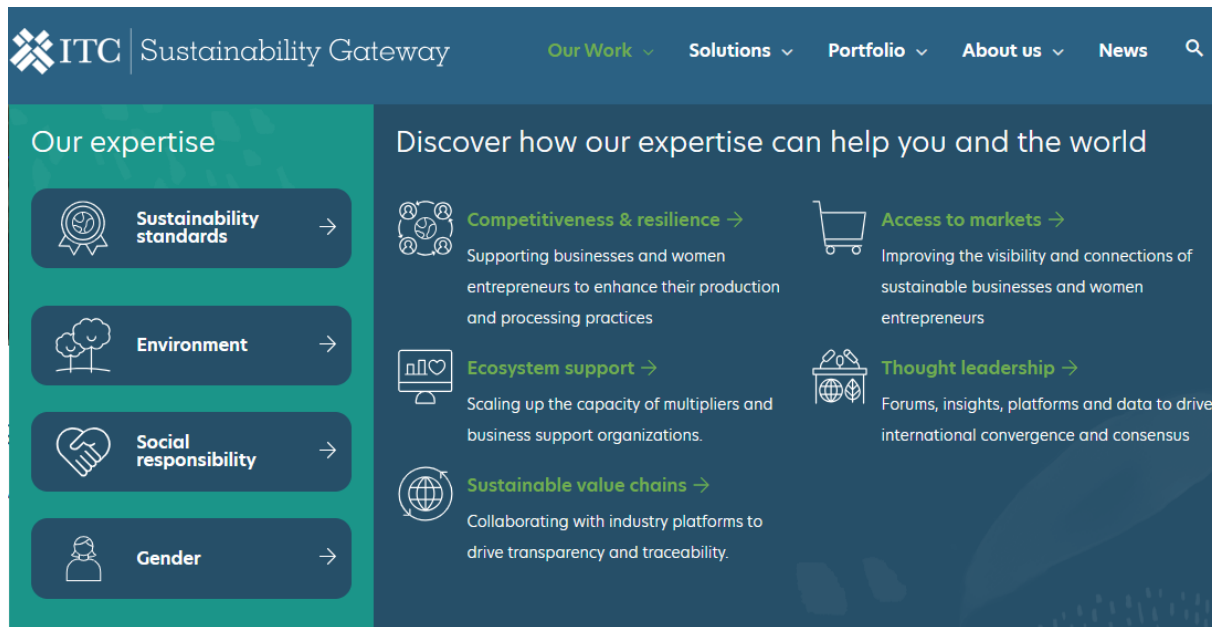 ITC Sustainability Gateway
Our Work
Solutions
Portfolio
About us
News
Our expertise
Sustainability
standards
Environment
Social
responsibility
Gender
Discover how our expertise can help you and the world
Competitiveness & resilience →
Supporting businesses and women
entrepreneurs to enhance their production
and processing practices
Access to markets →
Improving the visibility and connections of
sustainable businesses and women
entrepreneurs
Ecosystem support →
Scaling up the capacity of multipliers and
business support organizations.
Thought leadership →
Forums, insights, platforms and data to drive
international convergence and consensus
Sustainable value chains →
Collaborating with industry platforms to
drive transparency and traceability.